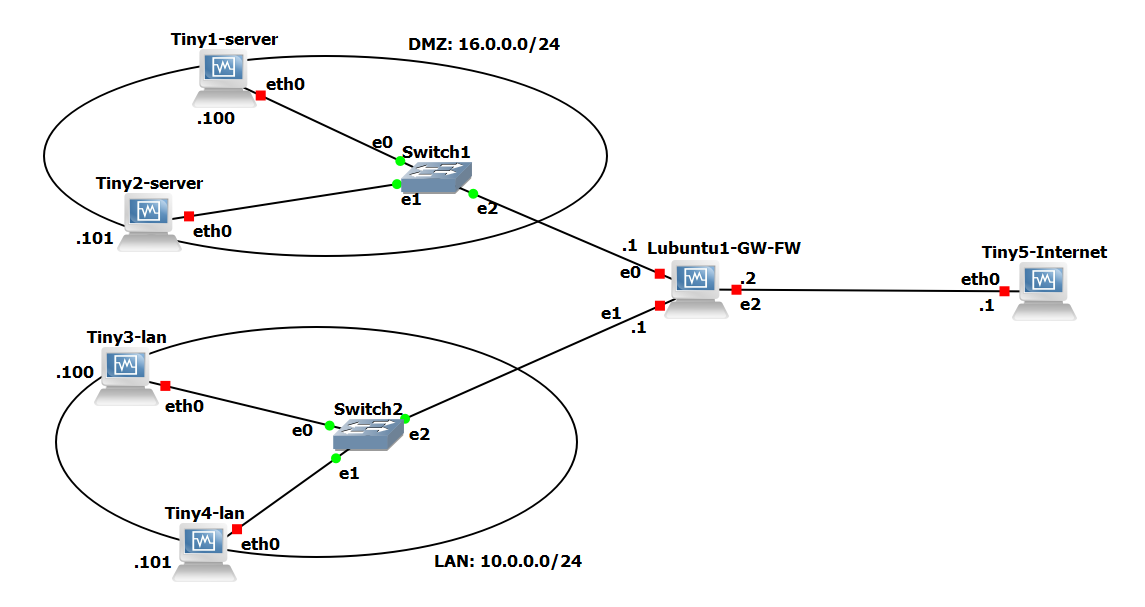 Tiny1-server
DMZ: 16.0.0.0/24
eth0
.100
e0
Switch1
Tiny2-server
e1
e2
eth0
.101
.1
Lubuntu1-GW-FW
Tiny5-Internet
e0
.2
eth0
e1
e2
.1
.1
Tiny3-lan
.100
eth0
Switch2
e0
e2
e1
Tiny4-lan
eth0
.101
LAN: 10.0.0.0/24